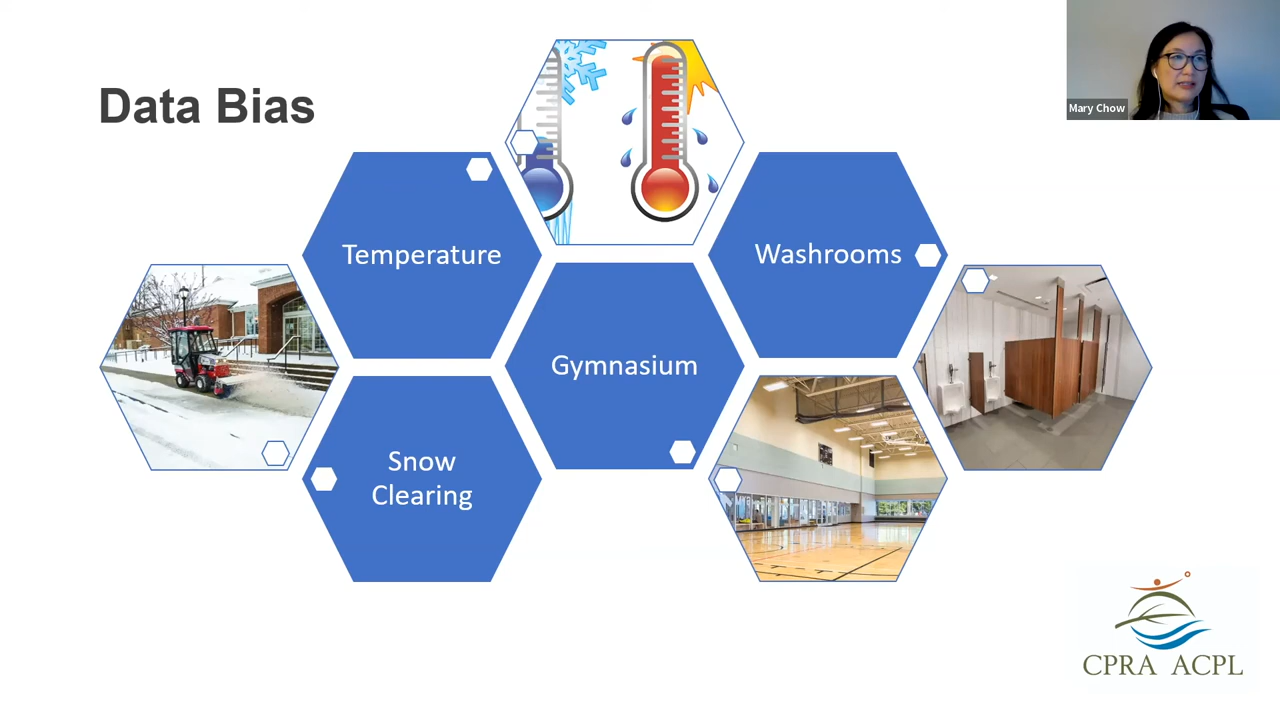 Data Bias
Mary Chow
Temperature
Washrooms
Gymnasium
Snow
Clearing
CPRA ACPL